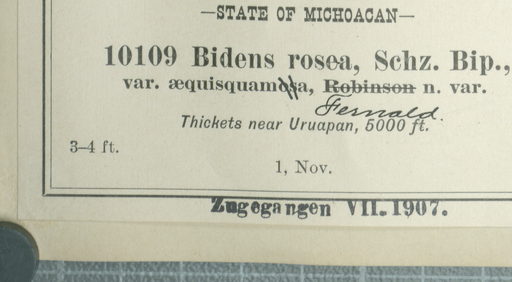 —STATE OF MICHOACAN—
10109 Bidens rosea, Schz. Bip.,
var. æquisquamosa, Robinson n. var.
Fernald.
Thickets near Uruapan, 5000 ft.
3–4 ft.
1, Nov.
Zugegangen VII. 1907.